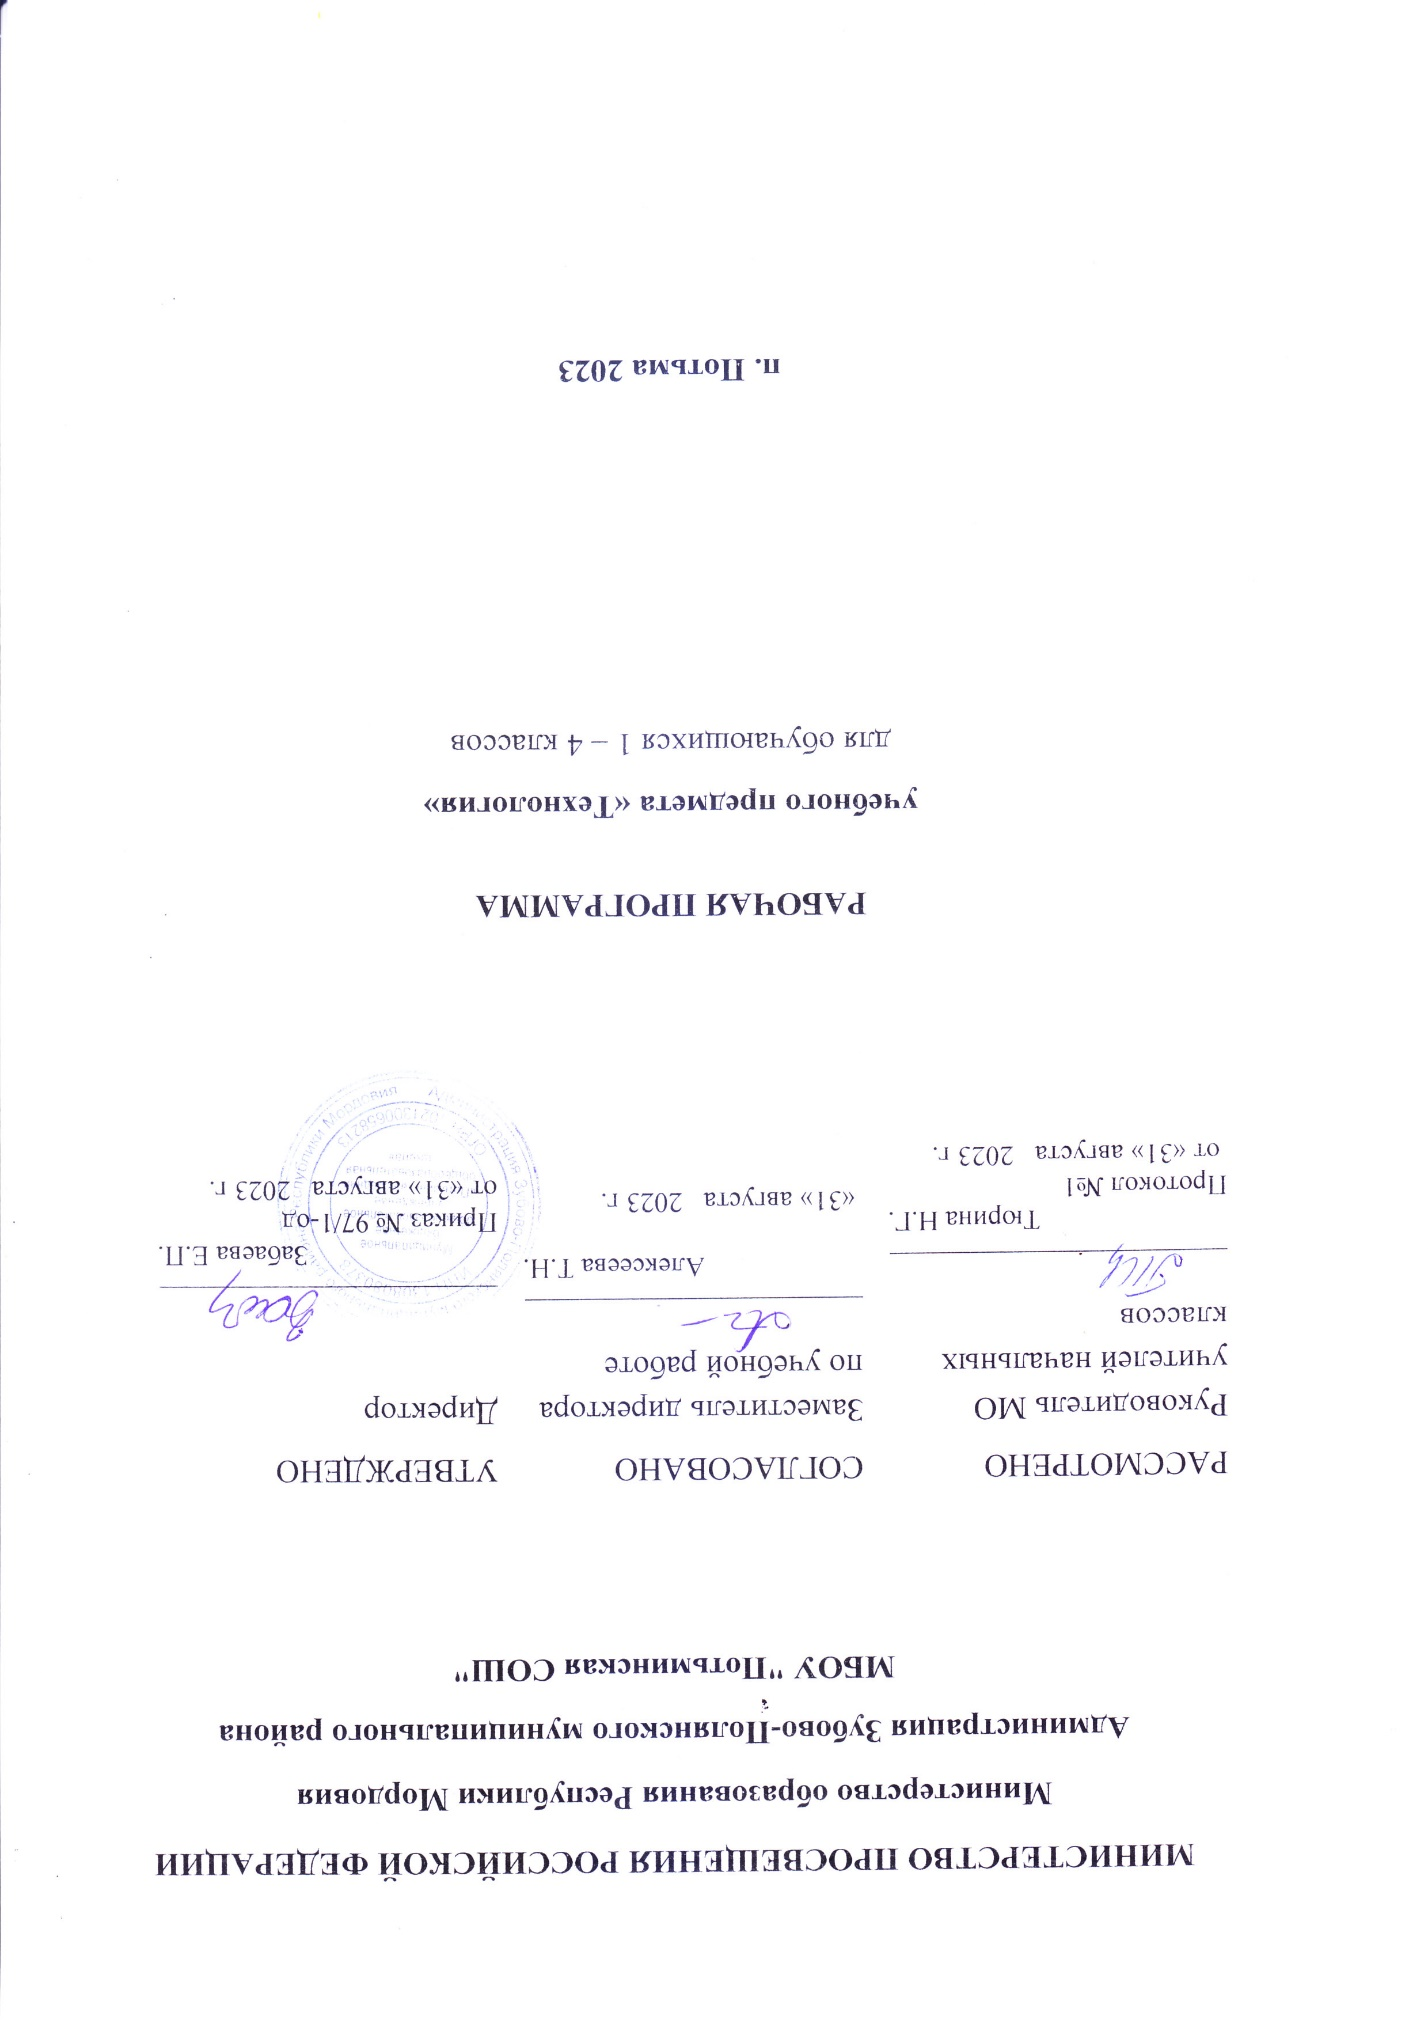 МИНИСТЕРСТВО ПРОСВЕЩЕНИЯ РОССИЙСКОЙ ФЕДЕРАЦИИ
Министерство образования Республики Мордовия
Администрация Зубово-Полянского муниципального района
МБОУ "Потьминская СОШ"
РАССМОТРЕНО
Руководитель МО
учителей начальных
классов
Тюрина Н.Г.
Протокол №1
от «31» августа 2023 г.
СОГЛАСОВАНО
Заместитель директора
по учебной работе
Алексеева Т.Н.
«31» августа 2023 г.
УТВЕРЖДЕНО
Директор
Забаева Е.П.
Приказ № 97/1-од
от «31» августа 2023 г.
РАБОЧАЯ ПРОГРАММА
учебного предмета «Технология»
для обучающихся 1 – 4 классов
п. Потьма 2023